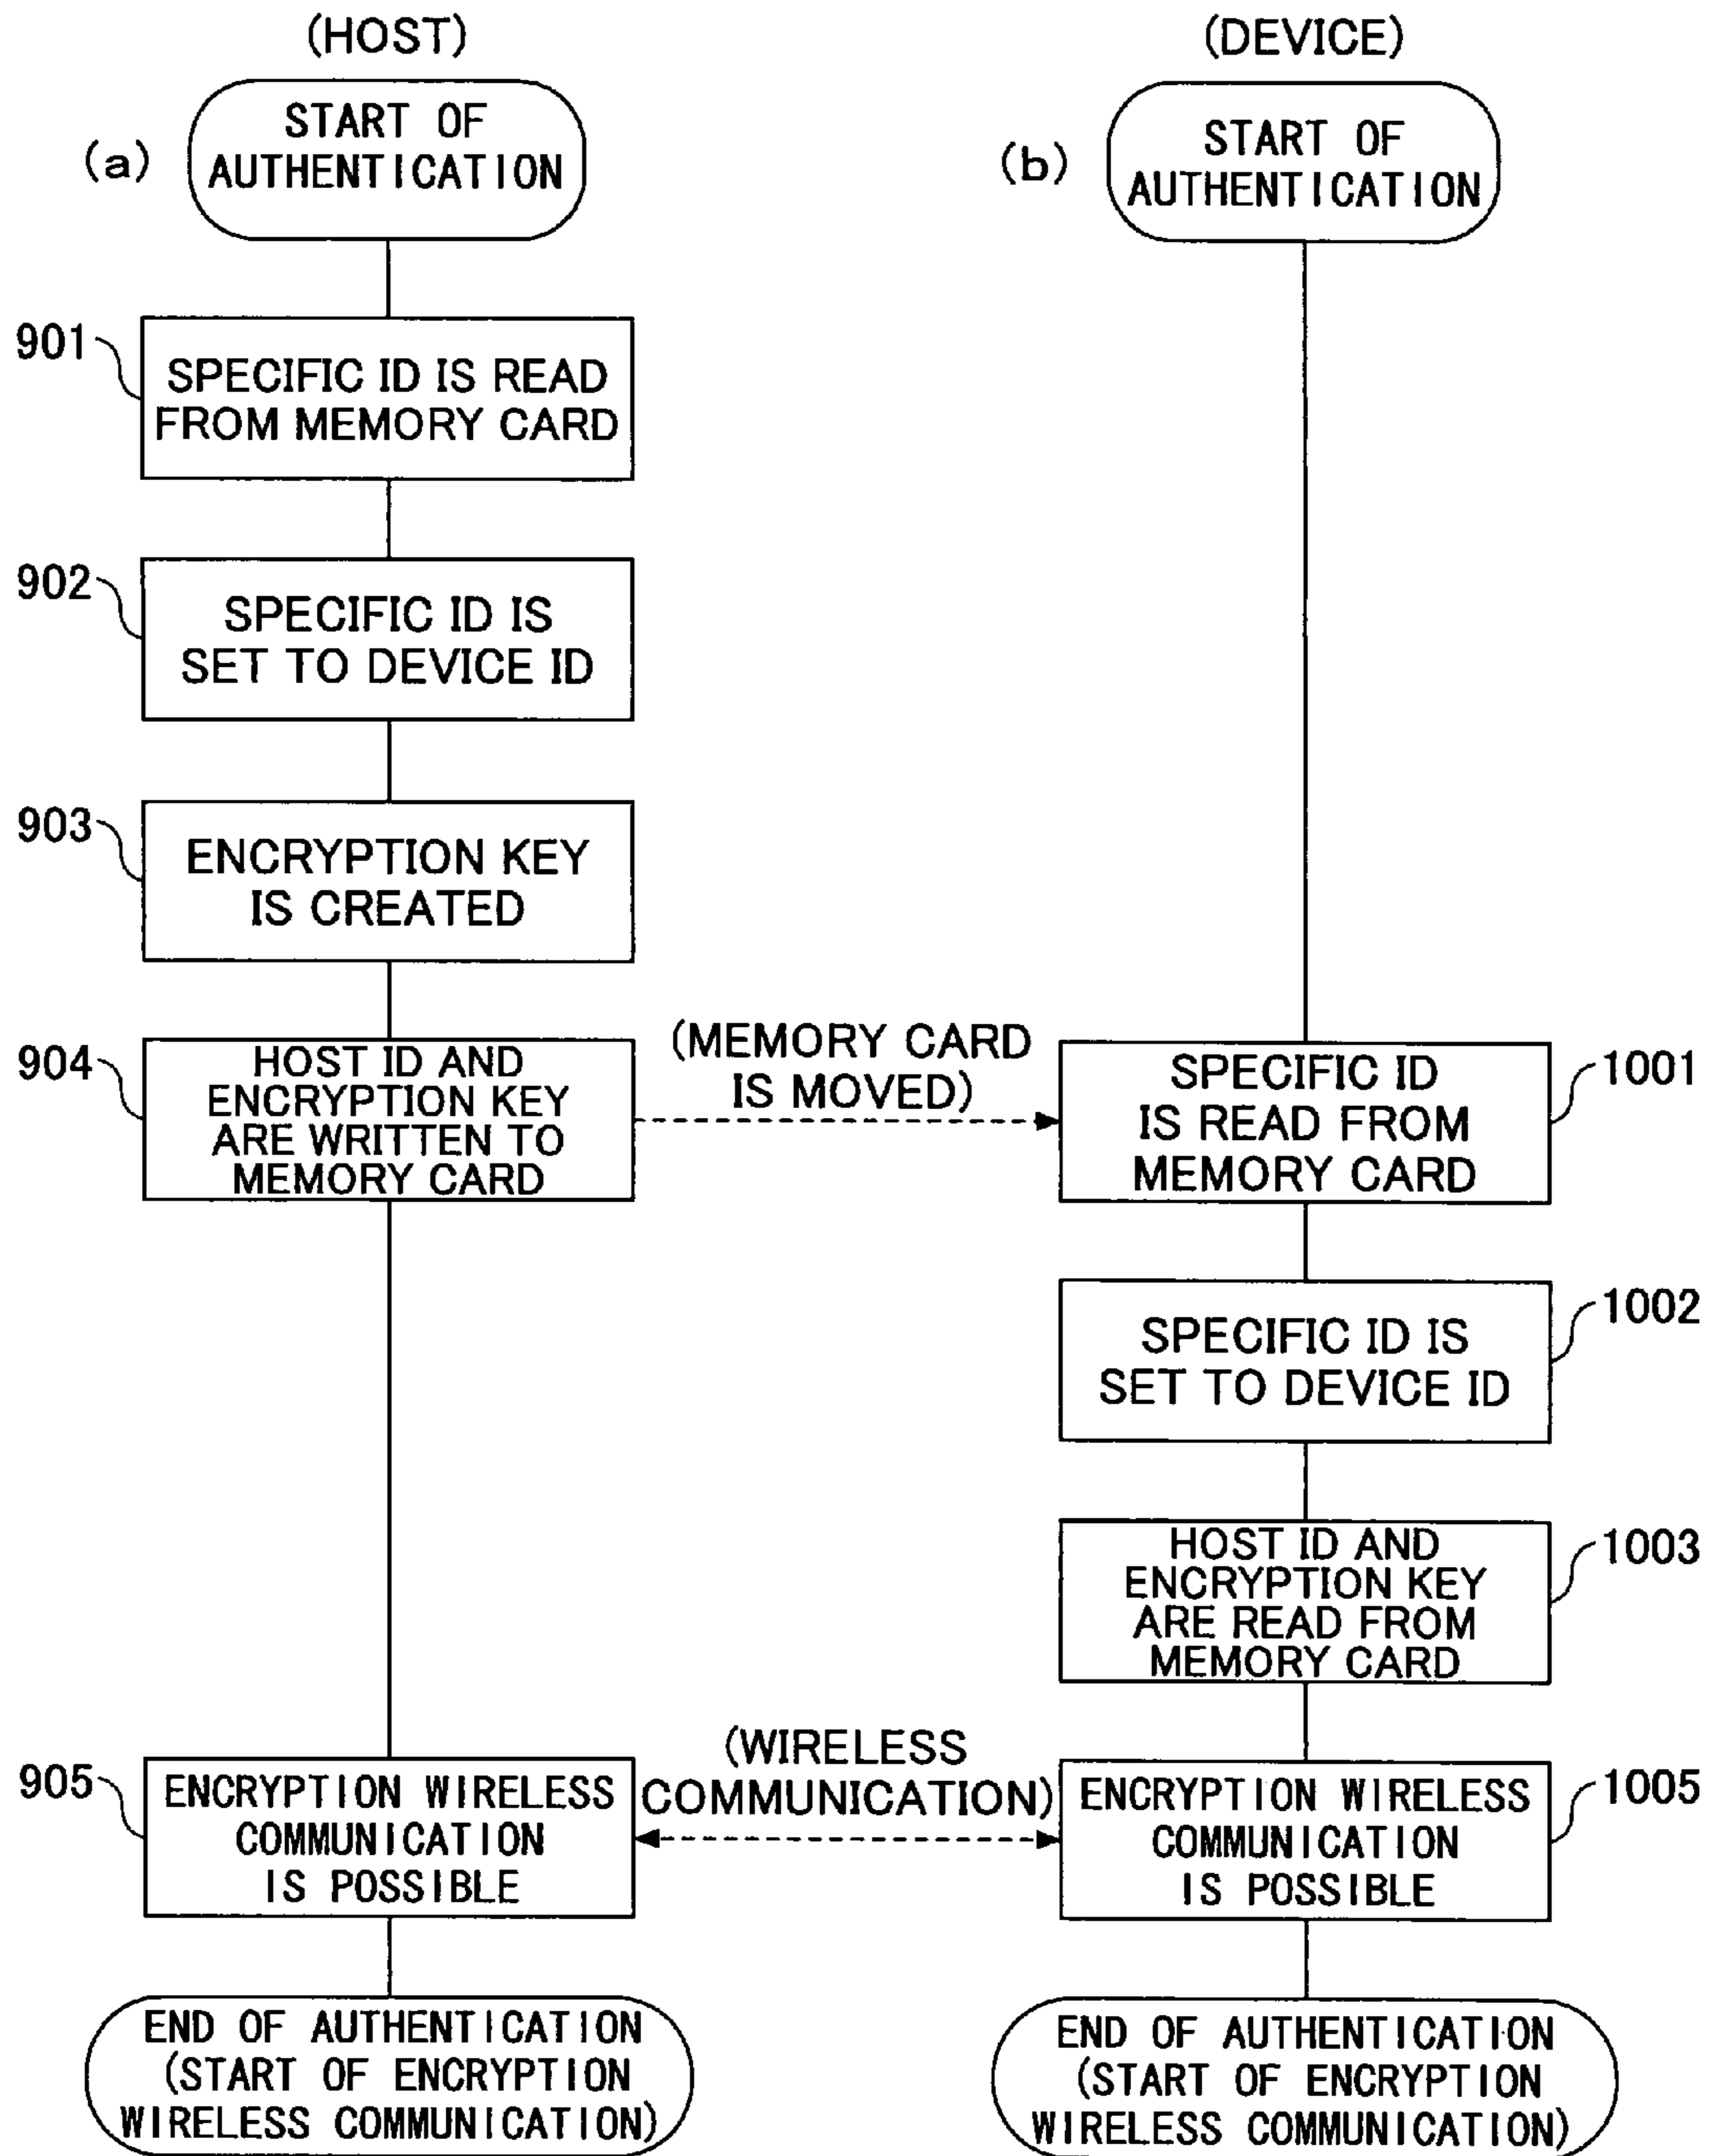 (HOST)
(a)
START OF
AUTHENTICATION
901
SPECIFIC ID IS READ
FROM MEMORY CARD
902
SPECIFIC ID IS
SET TO DEVICE ID
903
ENCRYPTION KEY
IS CREATED
904
HOST ID AND
ENCRYPTION KEY
ARE WRITTEN TO
MEMORY CARD
(MEMORY CARD
IS MOVED)
905
ENCRYPTION WIRELESS
COMMUNICATION
IS POSSIBLE
(WIRELESS
COMMUNICATION)
END OF AUTHENTICATION
(START OF ENCRYPTION
WIRELESS COMMUNICATION)
(DEVICE)
(b)
START OF
AUTHENTICATION
SPECIFIC ID
IS READ FROM
MEMORY CARD
1001
SPECIFIC ID IS
SET TO DEVICE ID
1002
HOST ID AND
ENCRYPTION KEY
ARE READ FROM
MEMORY CARD
1003
ENCRYPTION WIRELESS
COMMUNICATION
IS POSSIBLE
1005
END OF AUTHENTICATION
(START OF ENCRYPTION
WIRELESS COMMUNICATION)